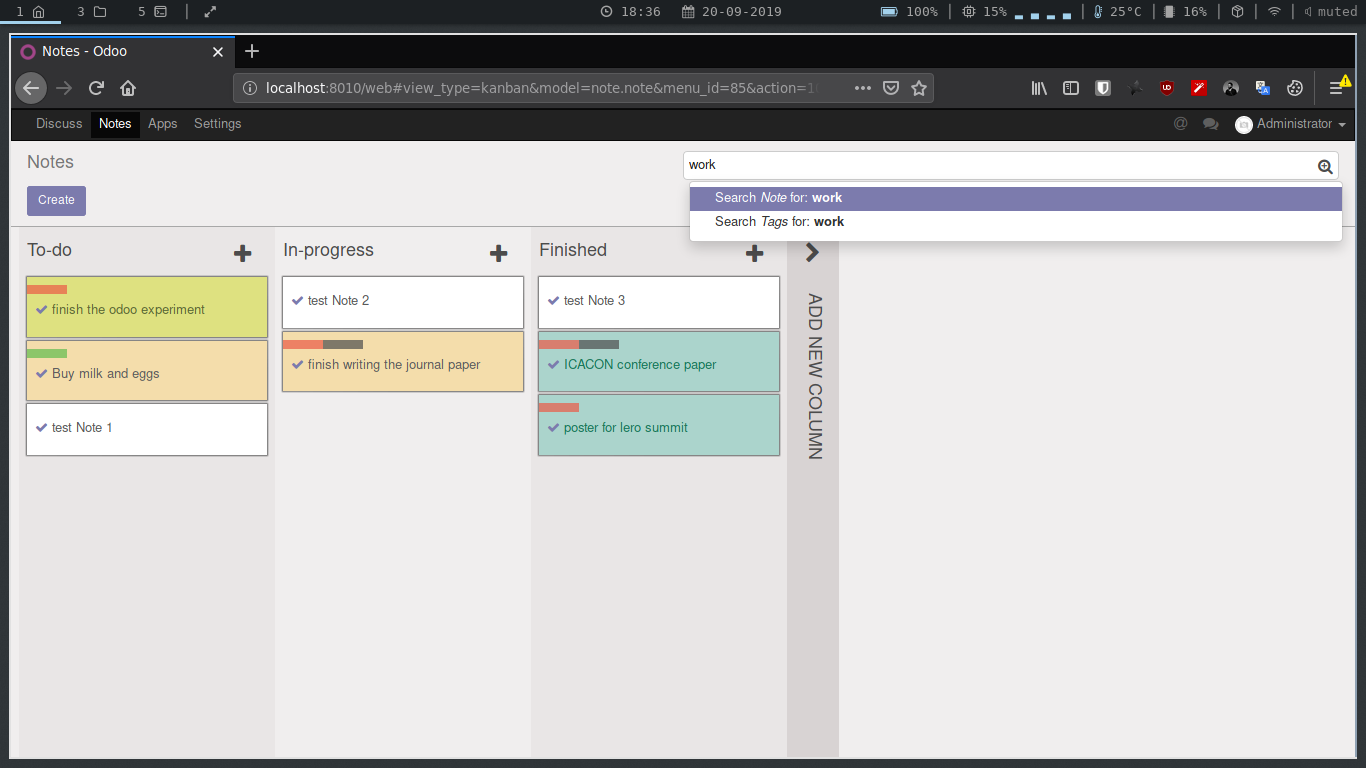 1 3 5 18:36 20-09-2019 100% 15% 25°C 16% muted
Notes - Odoo
localhost:8010/web#view_type=kanban&model=note.note&menu_id=85&action=1
Discuss Notes Apps Settings @ Administrator
Notes
work
Create
Search Note for: work
Search Tags for: work
To-do
In-progress
Finished
finish the odoo experiment
Buy milk and eggs
test Note 1
test Note 2
finish writing the journal paper
test Note 3
ICACON conference paper
poster for lero summit
ADD NEW COLUMN